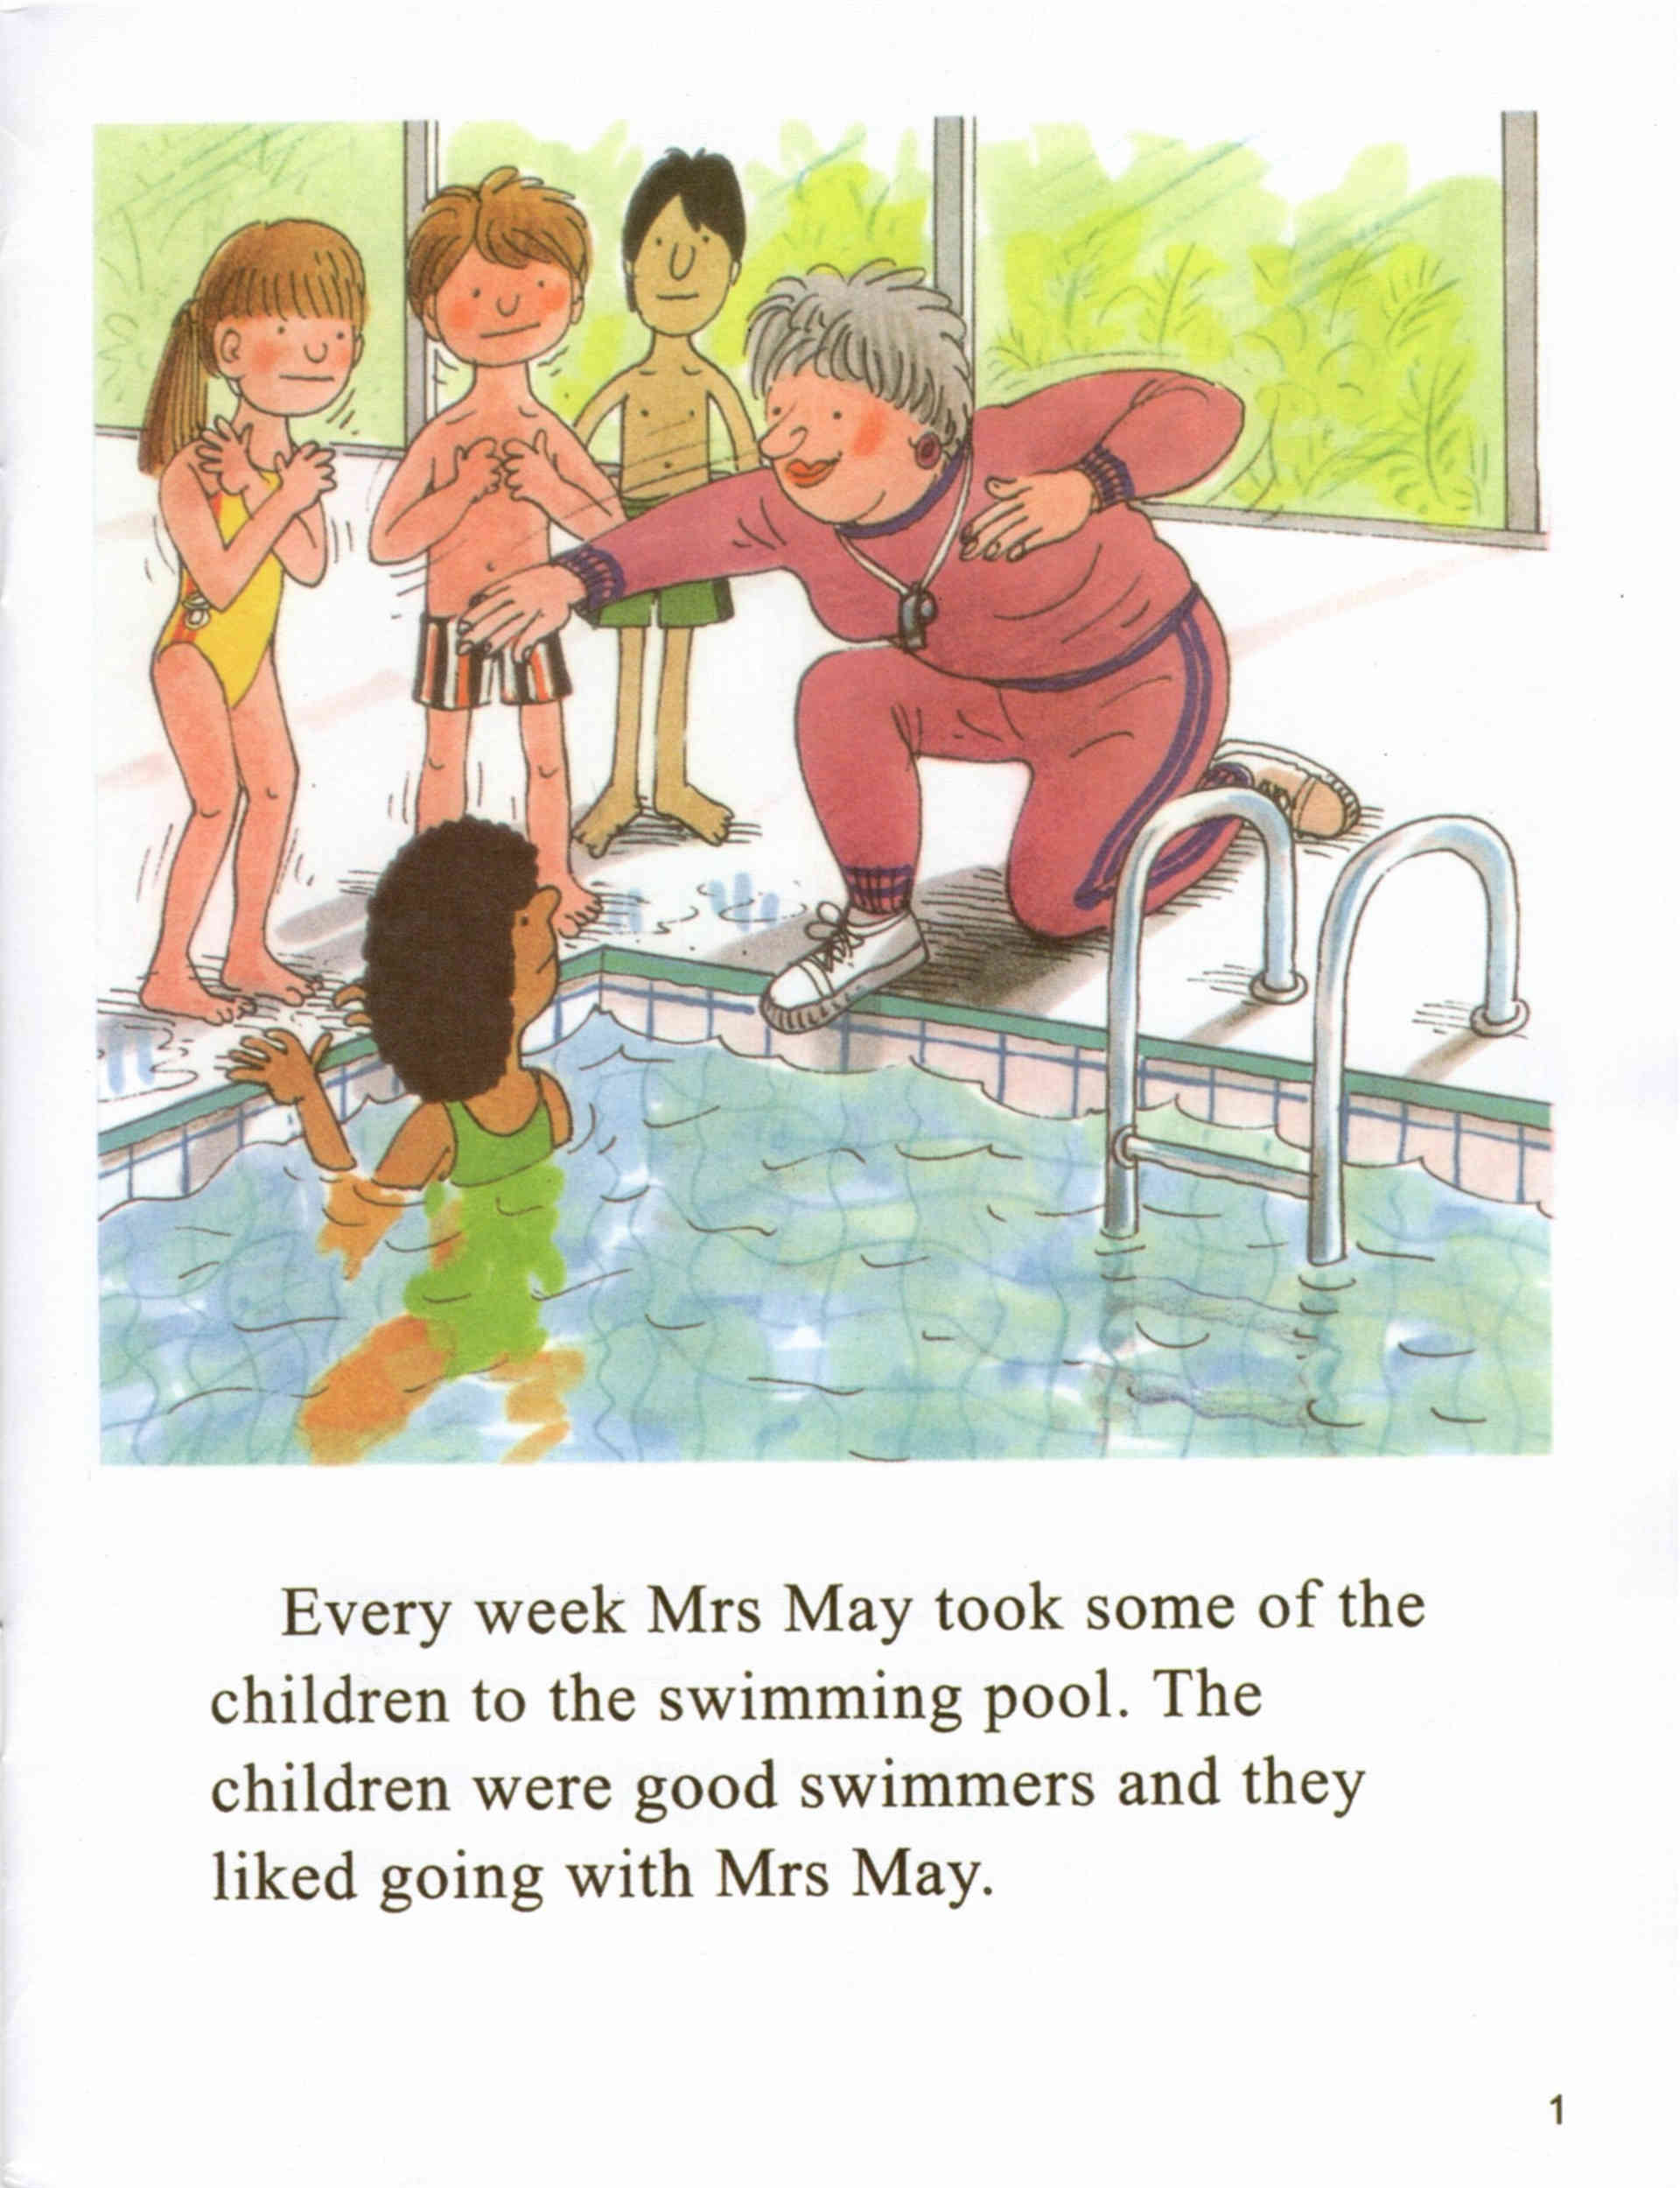 Every week Mrs May took some of the
children to the swimming pool. The
children were good swimmers and they
liked going with Mrs May.
1